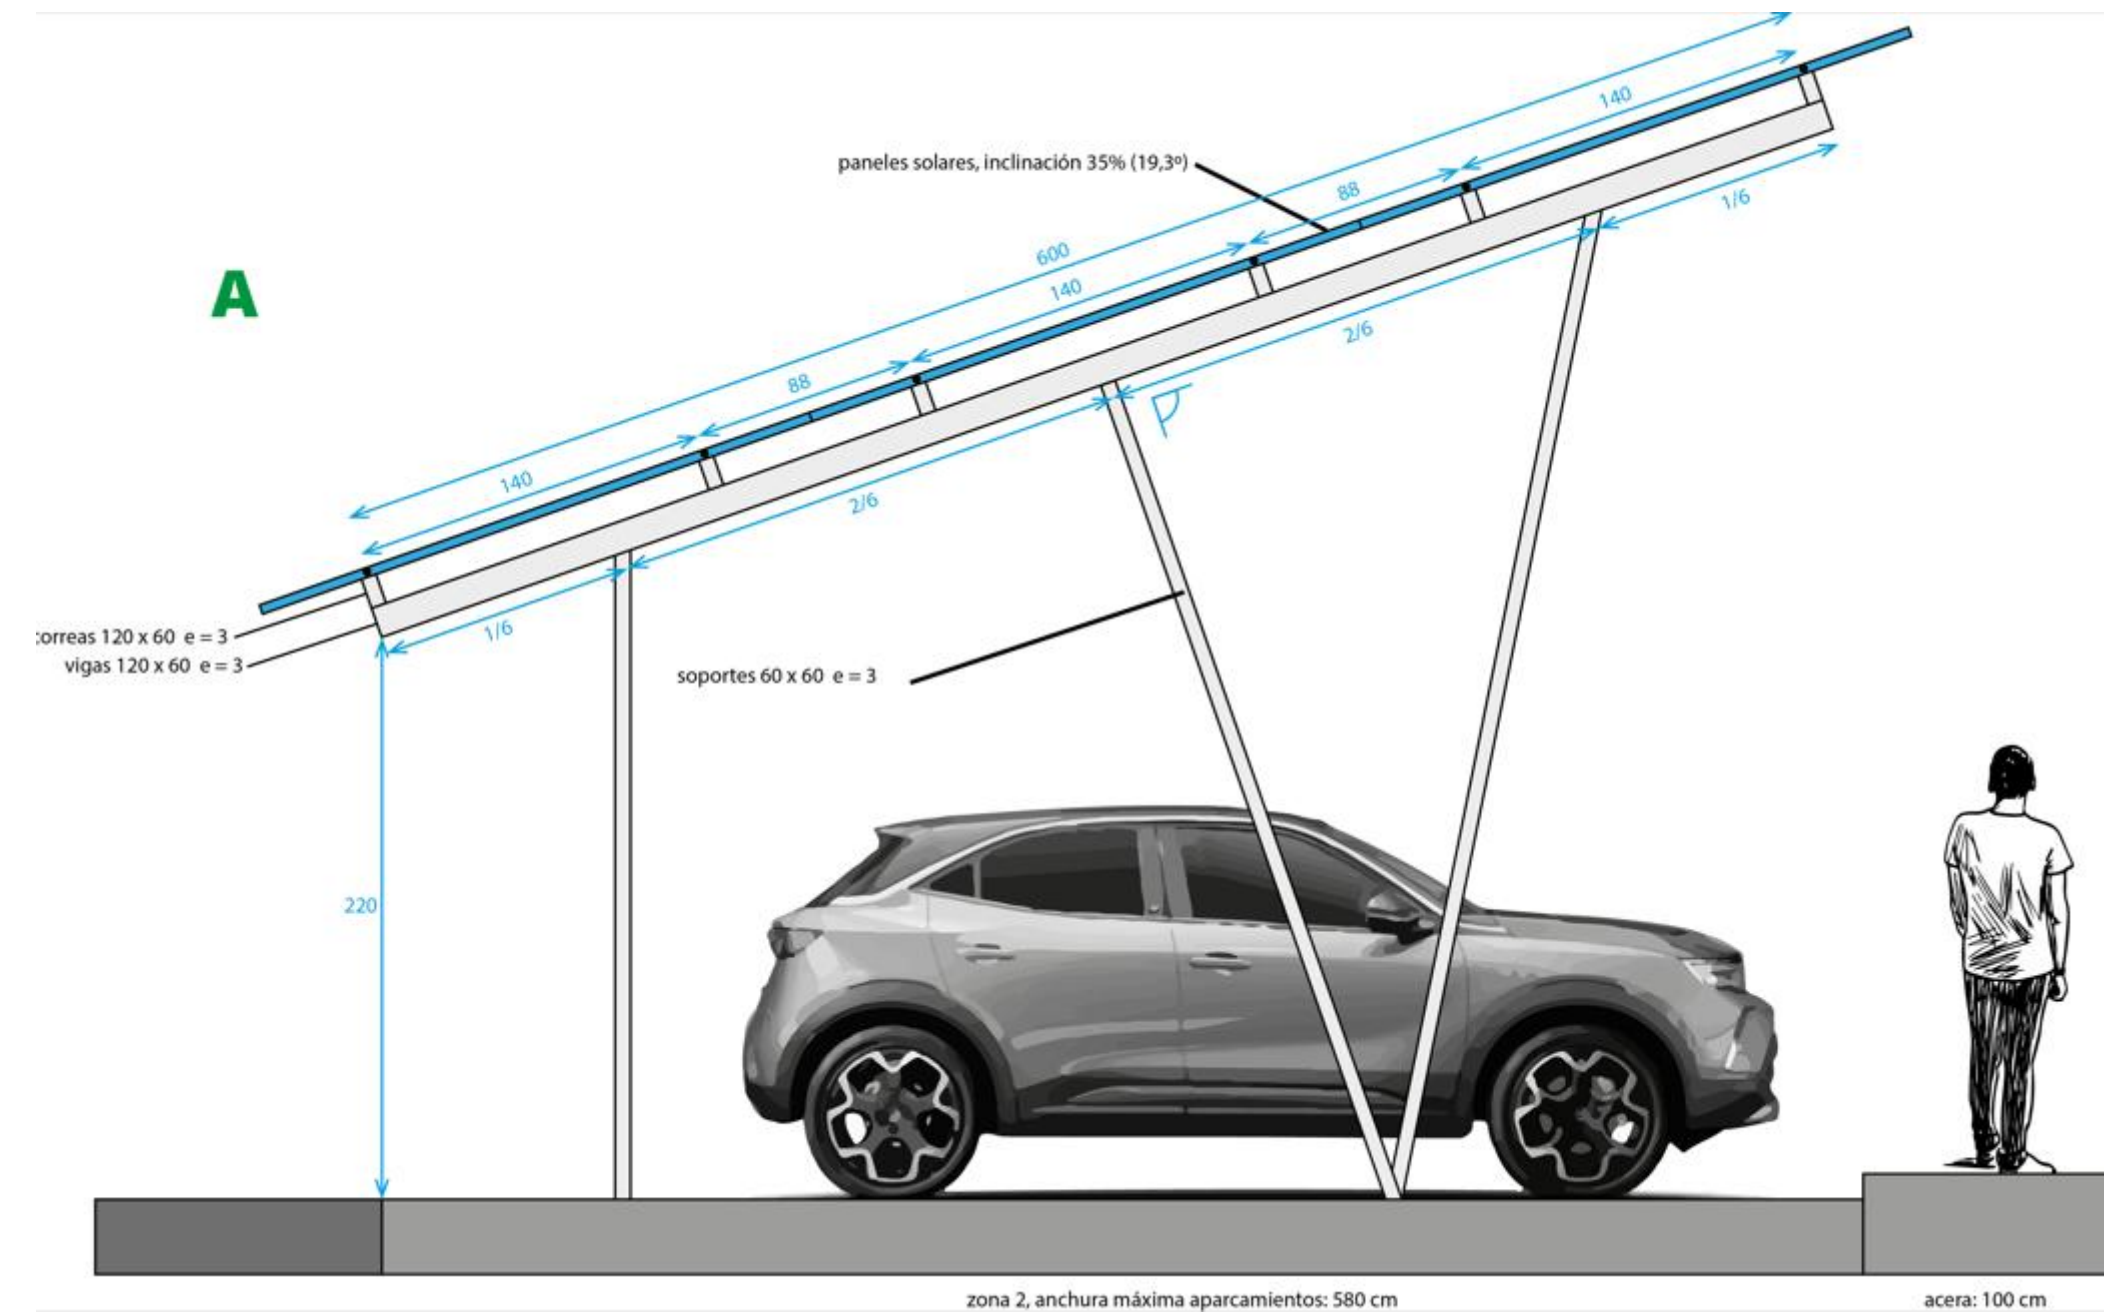 140
paneles solares, inclinación 35% (19,3º)
88
1/6
600
A
140
2/6
88
P
140
2/6
correas 120 x 60 e = 3
1/6
vigas 120 x 60 e = 3
soportes 60 x 60 e = 3
220
zona 2, anchura máxima aparcamientos: 580 cm
acera: 100 cm